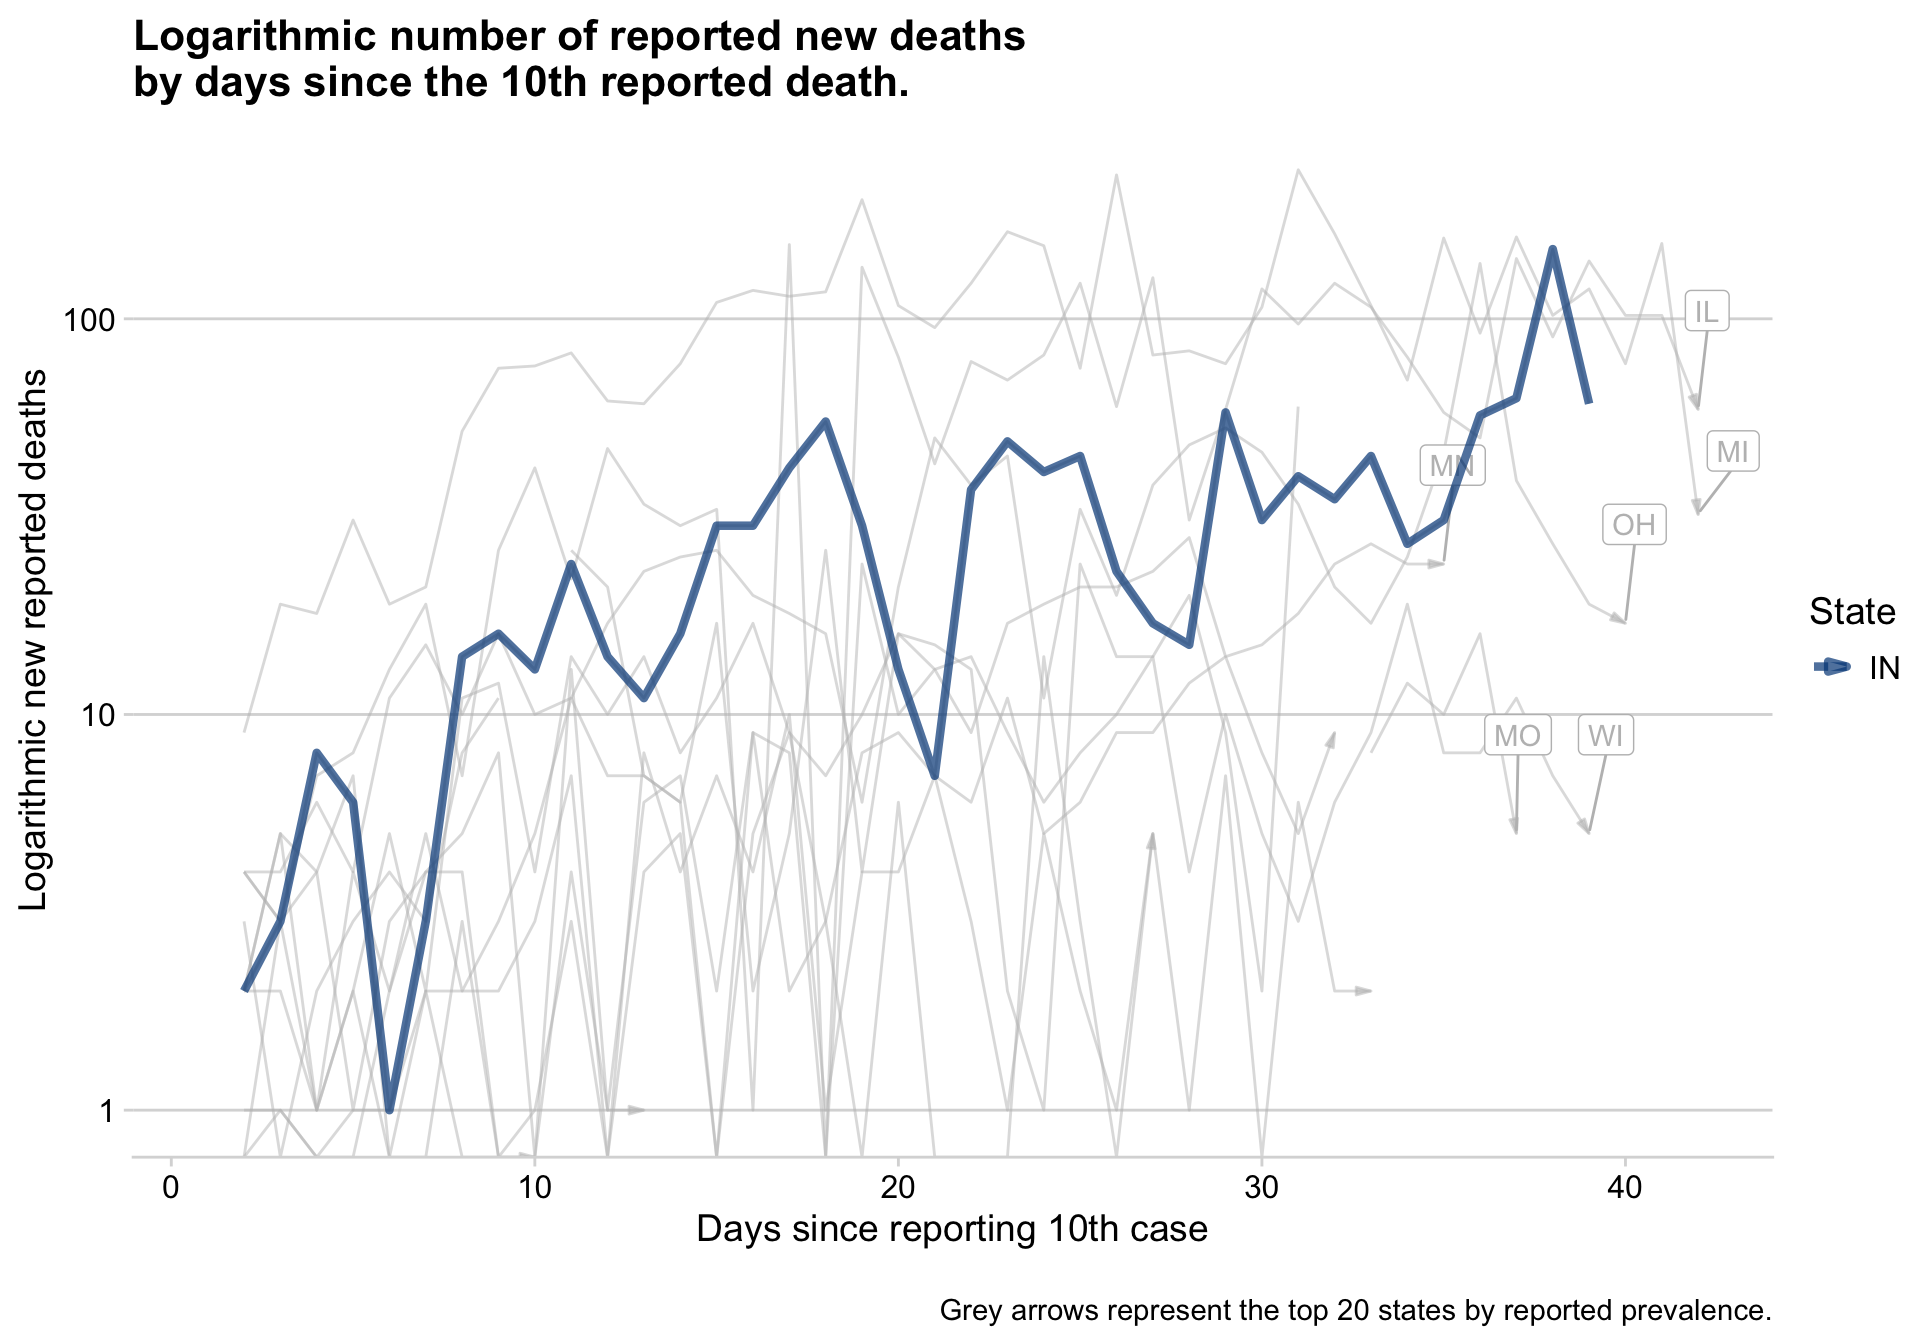 Logarithmic number of reported new deaths
by days since the 10th reported death.
Logarithmic new reported deaths
100
10
1
IL
MI
MN
OH
MO
WI
State
IN
0
10
20
30
40
Days since reporting 10th case
Grey arrows represent the top 20 states by reported prevalence.